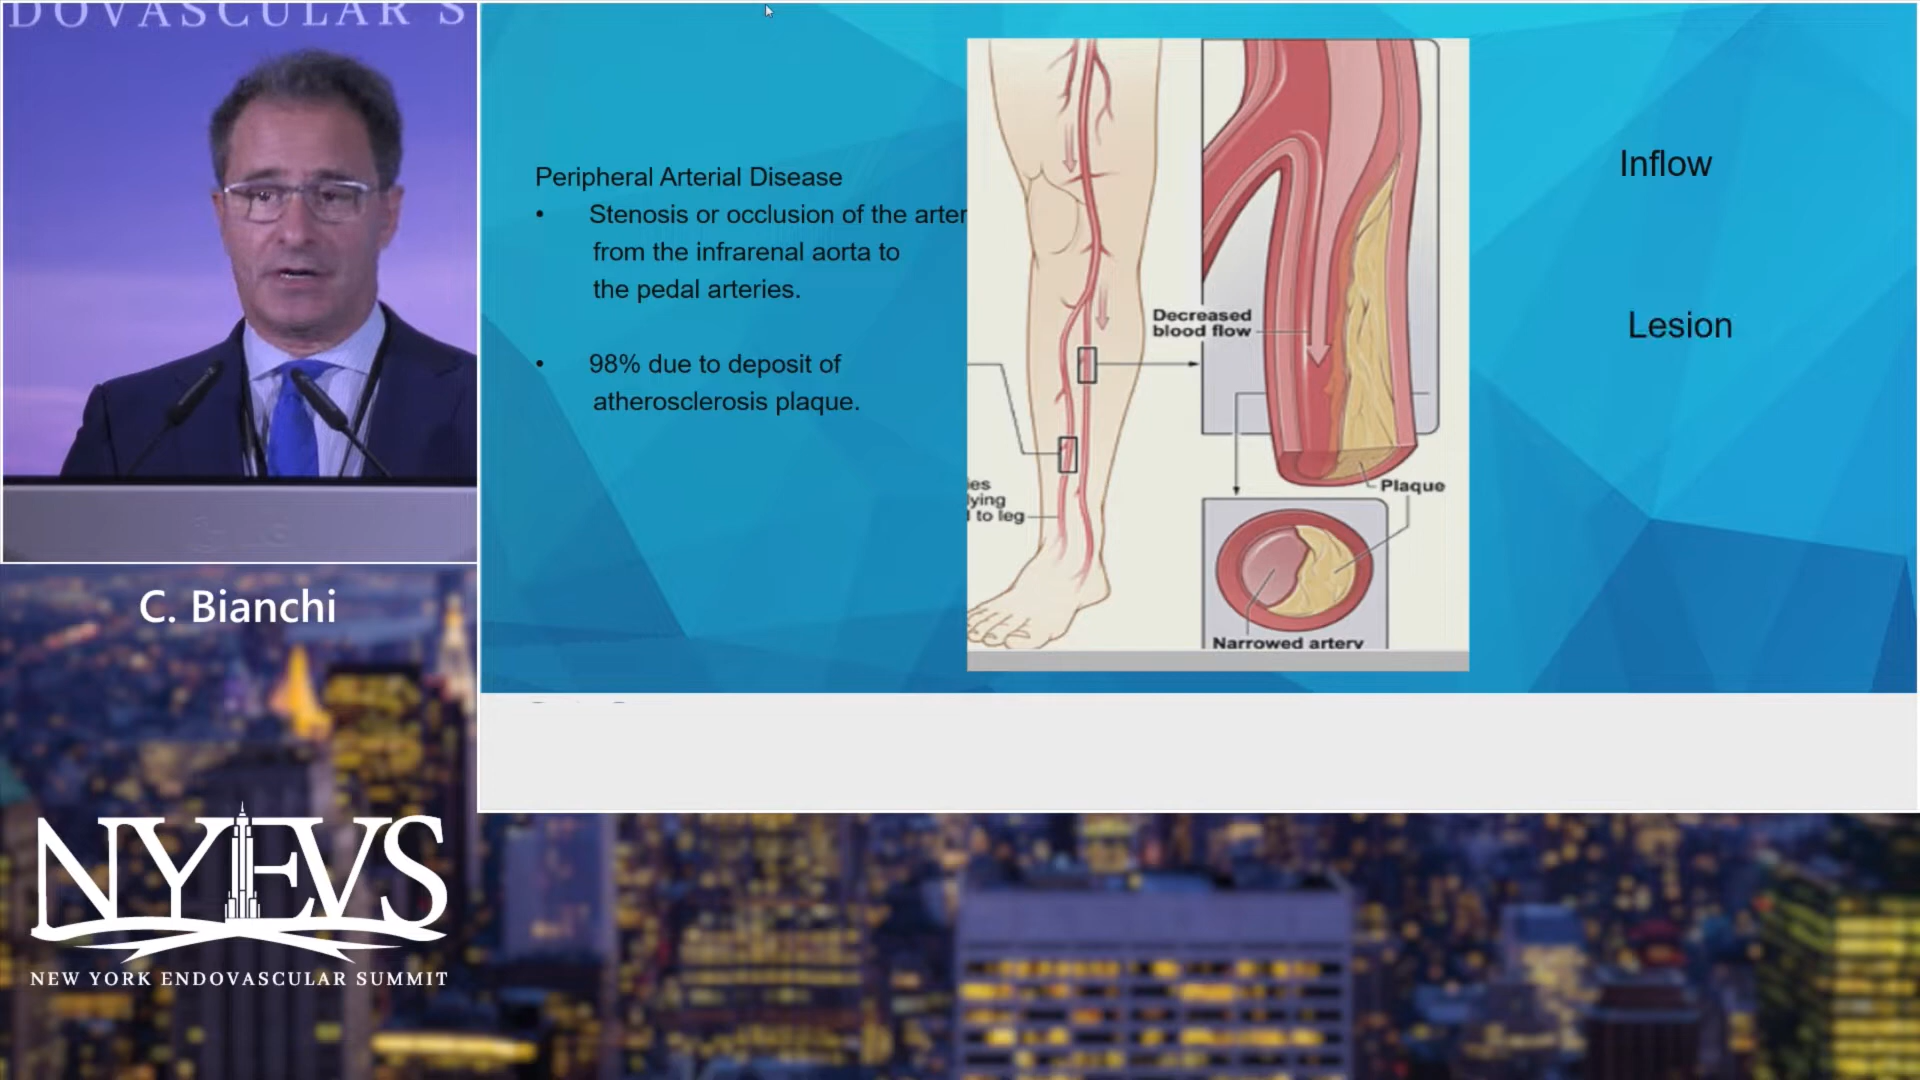 DOVASCULAR S
Peripheral Arterial Disease
• Stenosis or occlusion of the arter
from the infrarenal aorta to
the pedal arteries.
• 98% due to deposit of
atherosclerosis plaque.
Decreased
blood flow
ies
lying
to leg
Plaque
Narrowed artery
Inflow
Lesion
C. Bianchi
NYEVS
NEW YORK ENDOVASCULAR SUMMIT